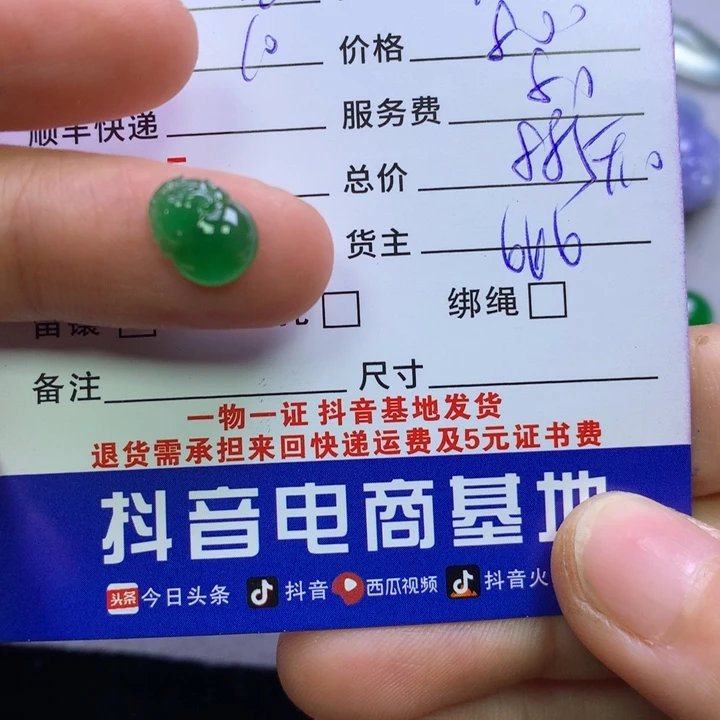 价格
顺丰快递 服务费
总价
货主 666
绑绳
备注 尺寸
一物一证 抖音基地发货
退货需承担来回快递运费及5元证书费
抖音电商基地
头条 今日头条 抖音 西瓜视频 抖音火